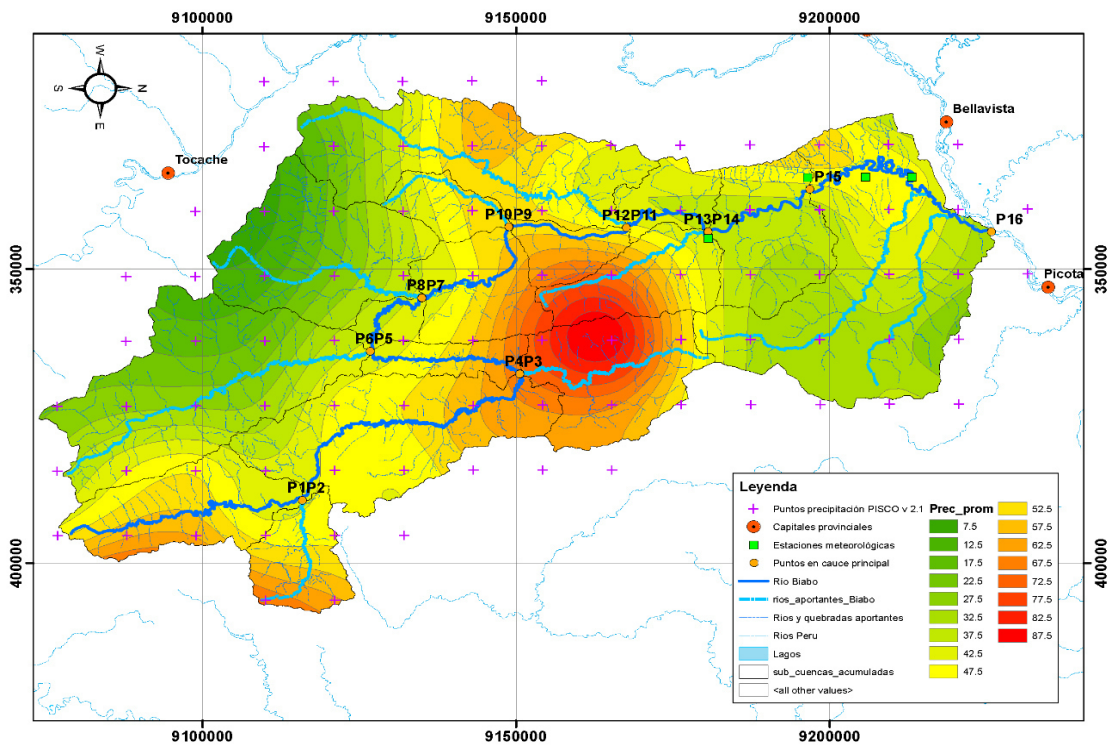 9100000 9150000 9200000
W
S N
E
Bellavista
Tocache
P15
P10P9 P12P11 P13P14 P16
3550000 3550000
Picota
P8P7
P6P5
P4P3
P1P2
Leyenda
Puntos precipitación PISCO v 2.1
Capitales provinciales
Estaciones meteorológicas
Puntos en cauce principal
Río Biabo
rios_aportantes_Biabo
Ríos y quebradas aportantes
Rios Peru
Lagos
sub_cuencas_acumuladas
<all other values>
Prec_prom
7.5
12.5
17.5
22.5
27.5
32.5
37.5
42.5
47.5
52.5
57.5
62.5
67.5
72.5
77.5
82.5
87.5
400000 400000
9100000 9150000 9200000